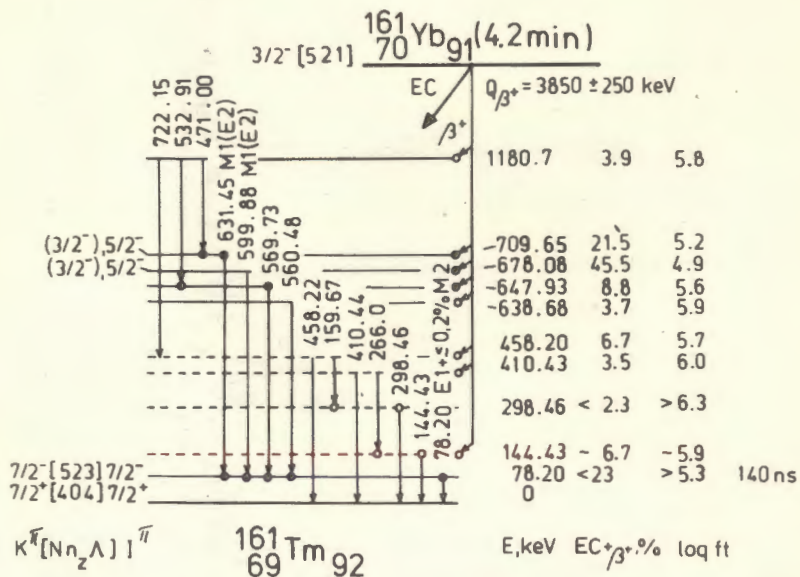 161
70Yb91(4.2min)
3/2⁻[521]
EC
Qβ⁺=3850 ±250 keV
β⁺
722.15
532.91
471.00
631.45 M1(E2)
599.88 M1(E2)
569.73
560.48
458.22
159.67
410.44
266.0
298.46
144.43
78.20 E1+≤0,2%M2
1180.7 3.9 5.8
(3/2⁻),5/2⁻ 709.65 21.5 5.2
(3/2⁻),5/2⁻ 678.08 45.5 4.9
647.93 8.8 5.6
638.68 3.7 5.9
458.20 6.7 5.7
410.43 3.5 6.0
298.46 < 2.3 >6.3
144.43 ~ 6.7 ~5.9
7/2⁻[523]7/2⁻ 78.20 <23 >5.3 140ns
7/2⁺[404]7/2⁺ 0
K^π[Nn_zΛ] I^π
161
69Tm92
E,keV EC+β⁺.% log ft